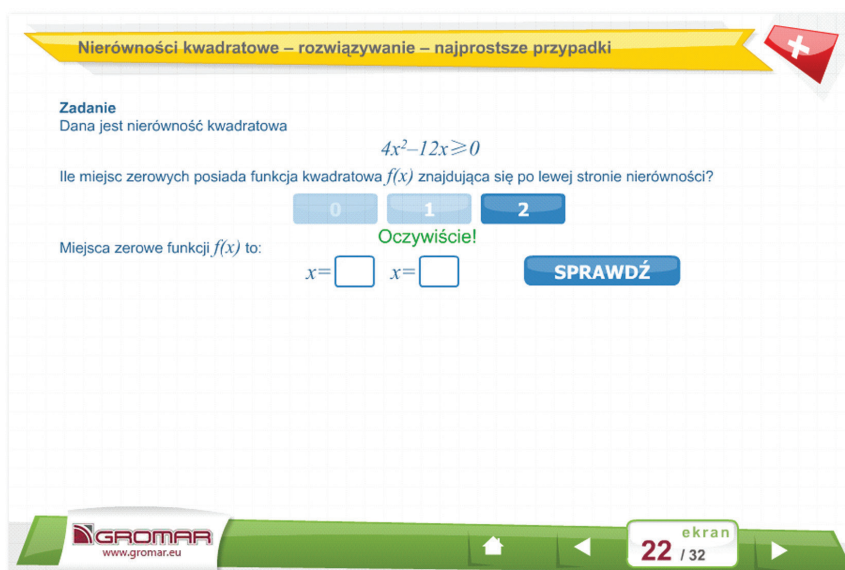 Nierówności kwadratowe – rozwiązywanie – najprostsze przypadki
Zadanie
Dana jest nierówność kwadratowa
4x²–12x⩾0
Ile miejsc zerowych posiada funkcja kwadratowa f(x) znajdująca się po lewej stronie nierówności?
0 1 2
Oczywiście!
Miejsca zerowe funkcji f(x) to:
x= x= SPRAWDŹ
GROMAR
www.gromar.eu
ekran
22 / 32